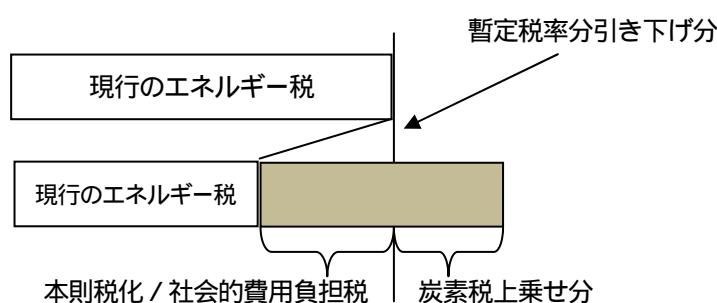 暫定税率分引き下げ分
現行のエネルギー税
現行のエネルギー税
本則税化 / 社会的費用負担税
炭素税上乗せ分